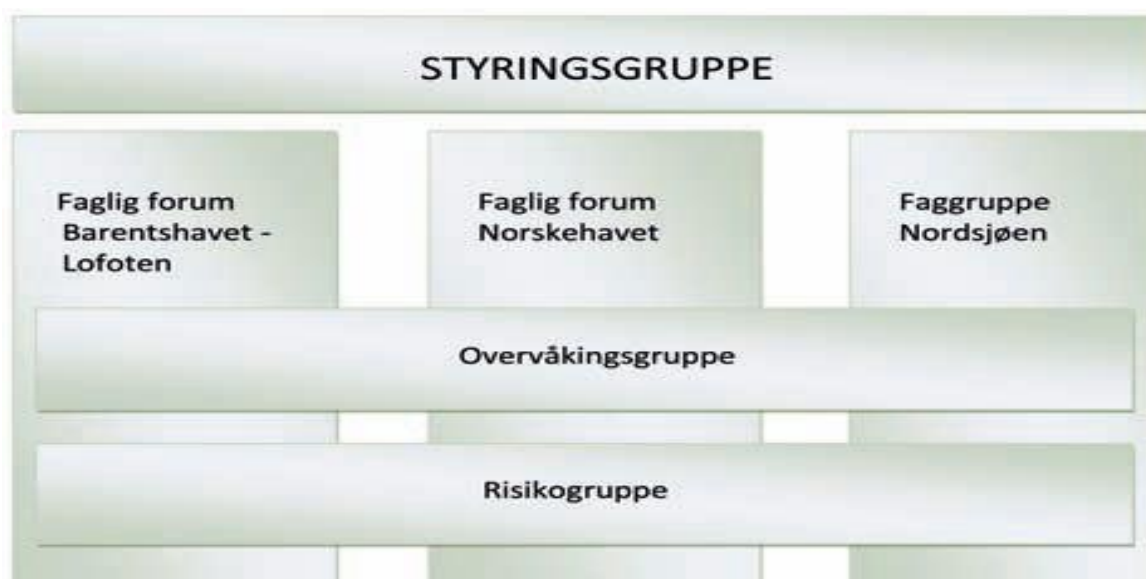 STYRINGSGRUPPE
Faglig forum
Barentshavet -
Lofoten
Faglig forum
Norskehavet
Faggruppe
Nordsjøen
Overvåkingsgruppe
Risikogruppe